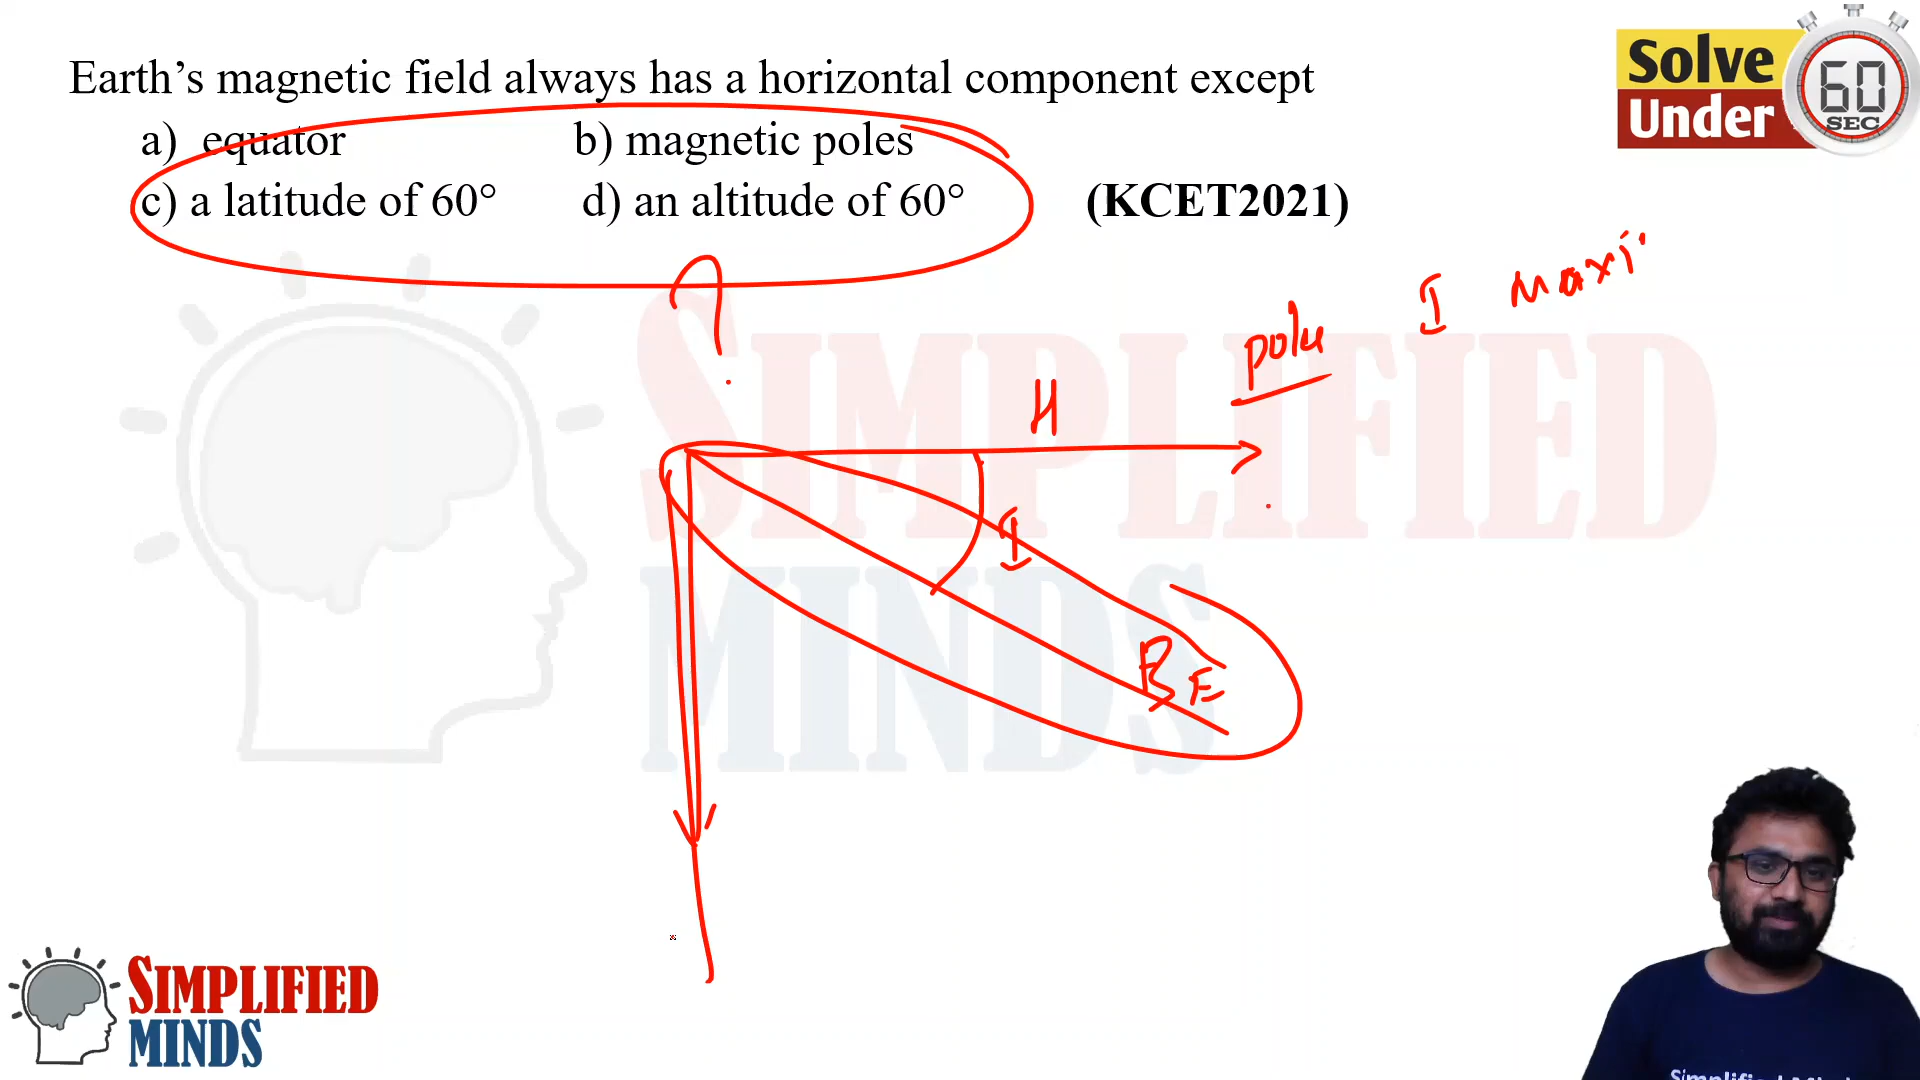 Earth’s magnetic field always has a horizontal component except
a) equator b) magnetic poles
c) a latitude of 60° d) an altitude of 60° (KCET2021)
Solve
Under
60
SEC
pole I maxi
H
I
BE
SIMPLIFIED
MINDS
SIMPLIFIED
MINDS